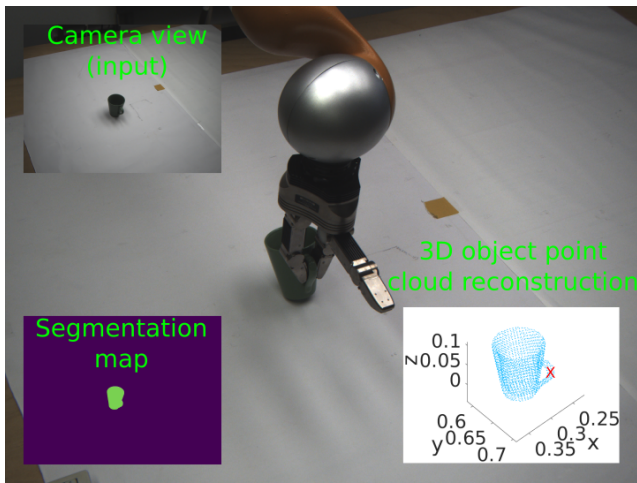 Camera view
(input)
3D object point
cloud reconstruction
Segmentation
map
0.1
0.05
0
z
X
0.6
0.65
0.7
y
0.25
0.3
0.35
x